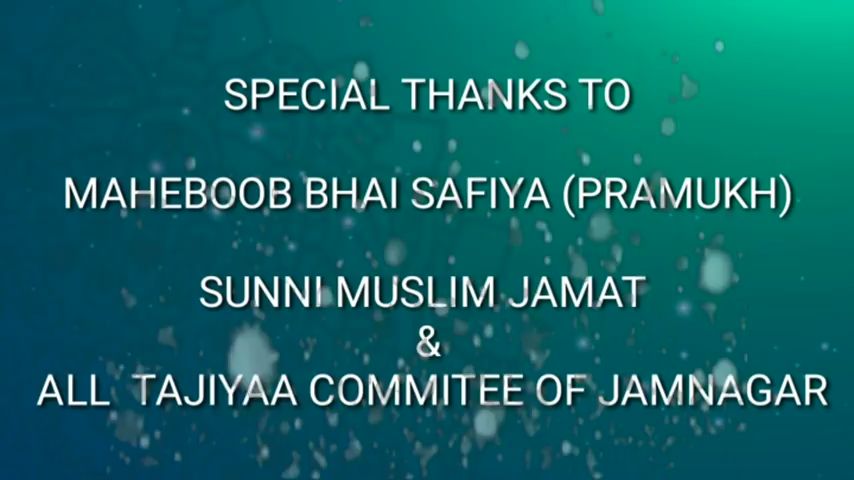 SPECIAL THANKS TO
MAHEBOOB BHAI SAFIYA (PRAMUKH)
SUNNI MUSLIM JAMAT
&
ALL TAJIYAA COMMITEE OF JAMNAGAR